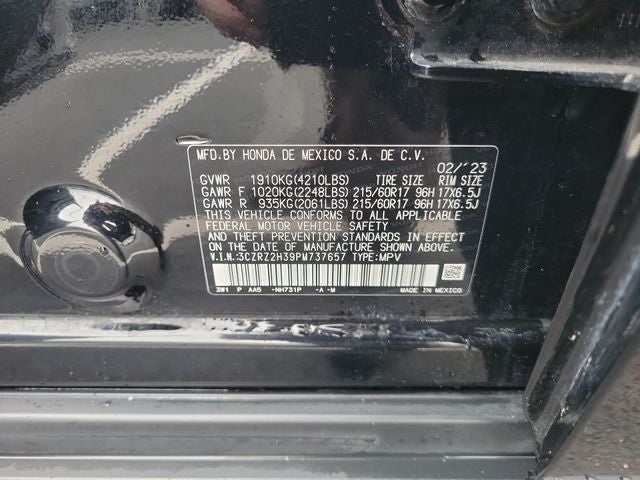 MFD.BY HONDA DE MEXICO S.A. DE C.V.
02/'23
GVWR 1910KG(4210LBS) TIRE SIZE RIM SIZE
GAWR F 1020KG(2248LBS) 215/60R17 96H 17X6.5J
GAWR R 935KG(2061LBS) 215/60R17 96H 17X6.5J
THIS VEHICLE CONFORMS TO ALL APPLICABLE
FEDERAL MOTOR VEHICLE SAFETY
AND THEFT PREVENTION STANDARDS IN EFFECT
ON THE DATE OF MANUFACTURE SHOWN ABOVE.
V.I.N.:3CZRZ2H39PM737657 TYPE:MPV
3W1 P AA5 -NH731P -A -M MADE IN MEXICO